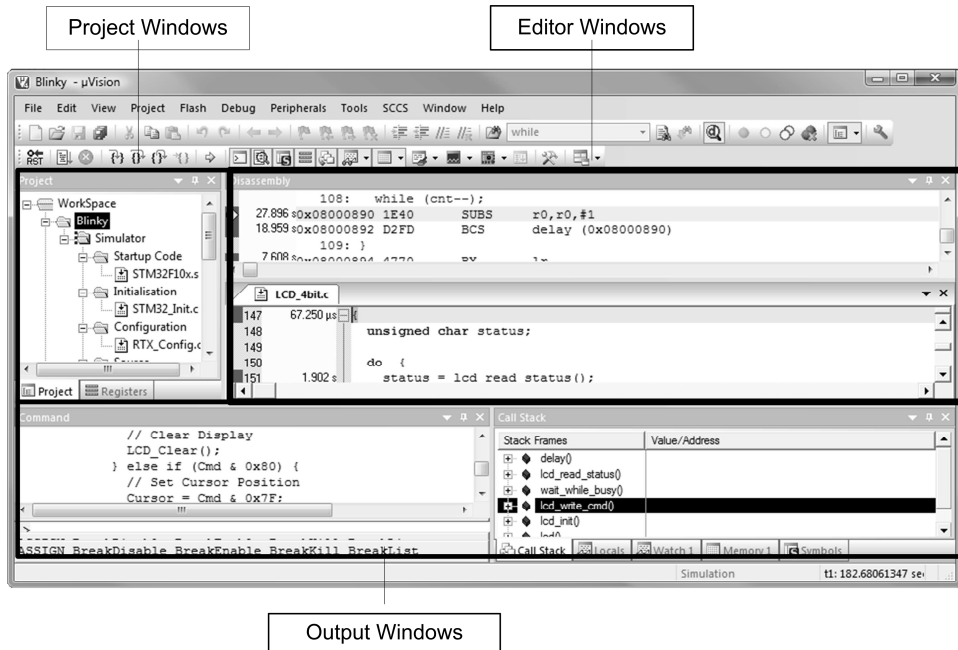 Project Windows
Editor Windows
Blinky - µVision
File Edit View Project Flash Debug Peripherals Tools SCCS Window Help
while
RST
Project
WorkSpace
Blinky
Simulator
Startup Code
STM32F10x.s
Initialisation
STM32_Init.c
Configuration
RTX_Config.c
Project Registers
Disassembly
108: while (cnt--);
27.896 s0x08000890 1E40 SUBS r0,r0,#1
18.959 s0x08000892 D2FD BCS delay (0x08000890)
109: }
LCD_4bit.c
147 67.250 µs {
148 unsigned char status;
149
150 do {
151 1.902 s status = lcd_read_status();
Command
// Clear Display
LCD_Clear();
} else if (Cmd & 0x80) {
// Set Cursor Position
Cursor = Cmd & 0x7F;
>
ASSIGN BreakDisable BreakEnable BreakKill BreakList
Call Stack
Stack Frames Value/Address
delay()
lcd_read_status()
wait_while_busy()
lcd_write_cmd()
lcd_init()
Call Stack Locals Watch 1 Memory 1 Symbols
Simulation t1: 182.68061347 se
Output Windows